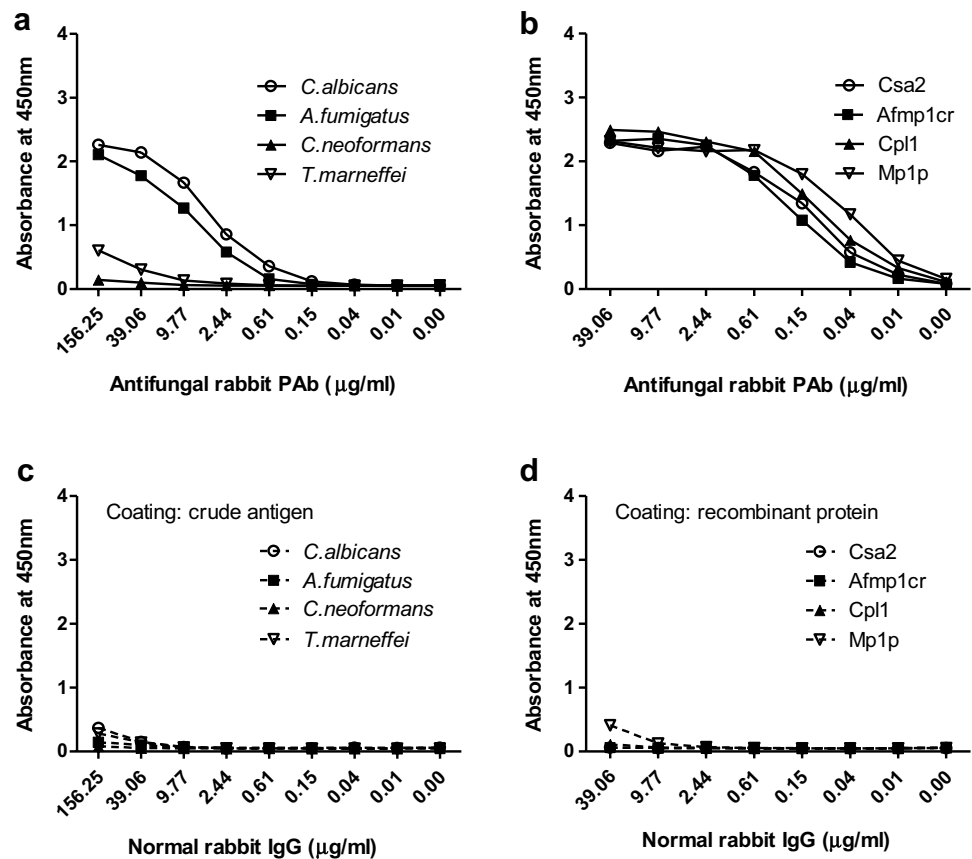 a
Absorbance at 450nm
4
3
2
1
0
C.albicans
A.fumigatus
C.neoformans
T.marneffei
156.25
39.06
9.77
2.44
0.61
0.15
0.04
0.01
0.00
Antifungal rabbit PAb (μg/ml)
b
Absorbance at 450nm
4
3
2
1
0
Csa2
Afmp1cr
Cpl1
Mp1p
39.06
9.77
2.44
0.61
0.15
0.04
0.01
0.00
Antifungal rabbit PAb (μg/ml)
c
Absorbance at 450nm
4
3
2
1
0
Coating: crude antigen
C.albicans
A.fumigatus
C.neoformans
T.marneffei
156.25
39.06
9.77
2.44
0.61
0.15
0.04
0.01
0.00
Normal rabbit IgG (μg/ml)
d
Absorbance at 450nm
4
3
2
1
0
Coating: recombinant protein
Csa2
Afmp1cr
Cpl1
Mp1p
39.06
9.77
2.44
0.61
0.15
0.04
0.01
0.00
Normal rabbit IgG (μg/ml)